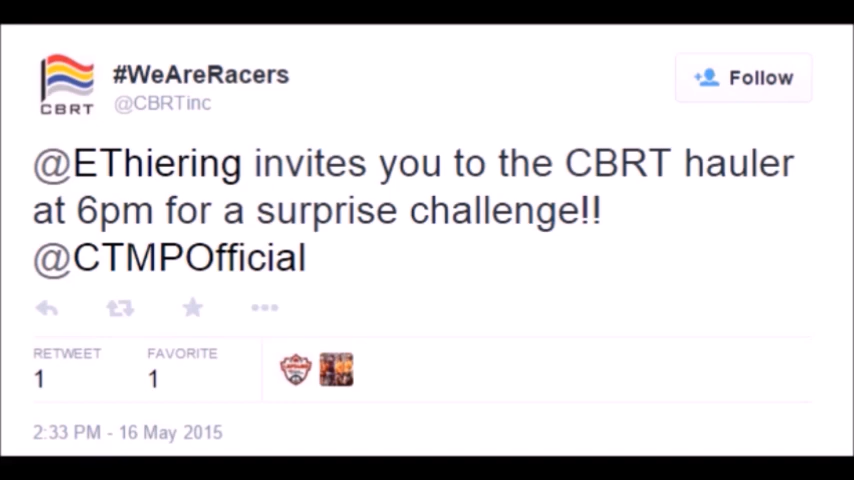 #WeAreRacers
@CBRTinc
CBRT
Follow
@EThiering invites you to the CBRT hauler
at 6pm for a surprise challenge!!
@CTMPOfficial
RETWEET FAVORITE
1 1
2:33 PM - 16 May 2015